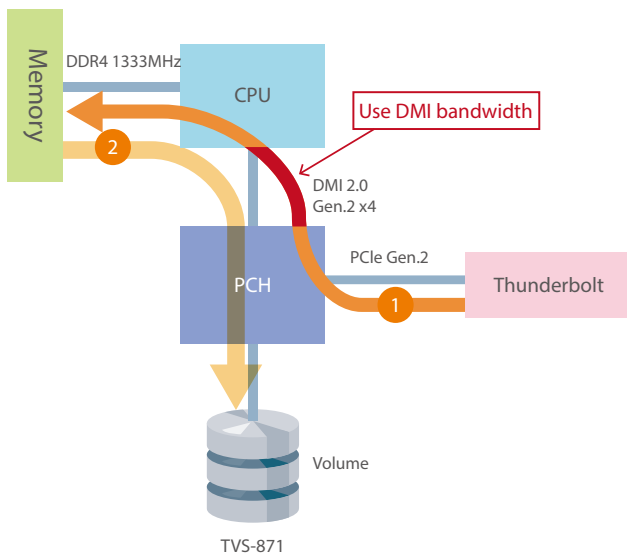 Memory
DDR4 1333MHz
CPU
Use DMI bandwidth
2
DMI 2.0
Gen.2 x4
PCH
PCIe Gen.2
Thunderbolt
1
Volume
TVS-871